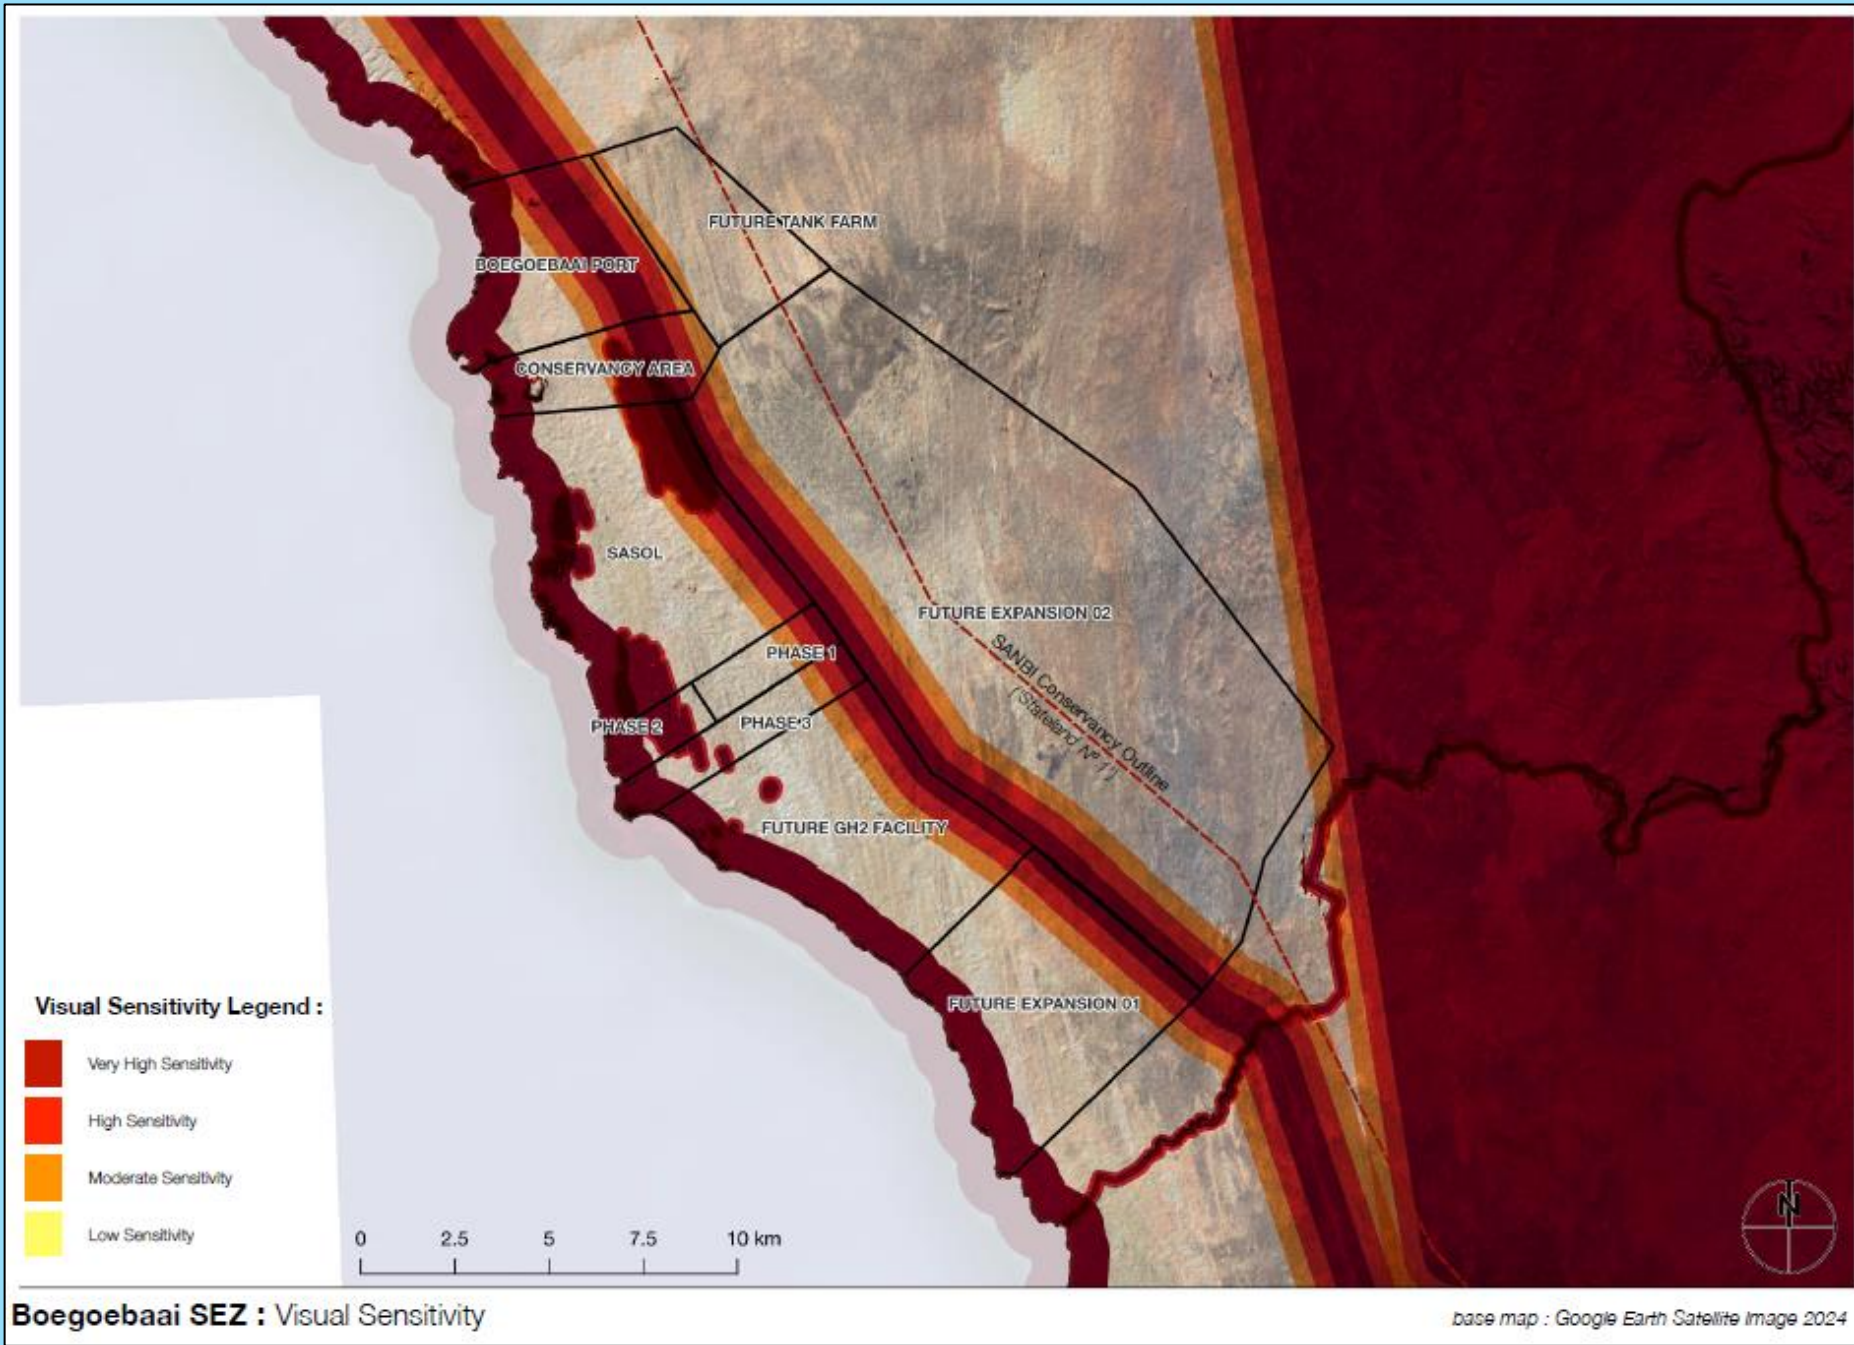 FUTURE TANK FARM
BOEGOEBAAI PORT
CONSERVANCY AREA
SASOL
FUTURE EXPANSION 02
SANBI Conservancy Outline
(Stateland Nº 1)
PHASE 1
PHASE 2
PHASE 3
FUTURE GH2 FACILITY
FUTURE EXPANSION 01
Visual Sensitivity Legend :
Very High Sensitivity
High Sensitivity
Moderate Sensitivity
Low Sensitivity
0 2.5 5 7.5 10 km
N
Boegoebaai SEZ : Visual Sensitivity
base map : Google Earth Satellite Image 2024